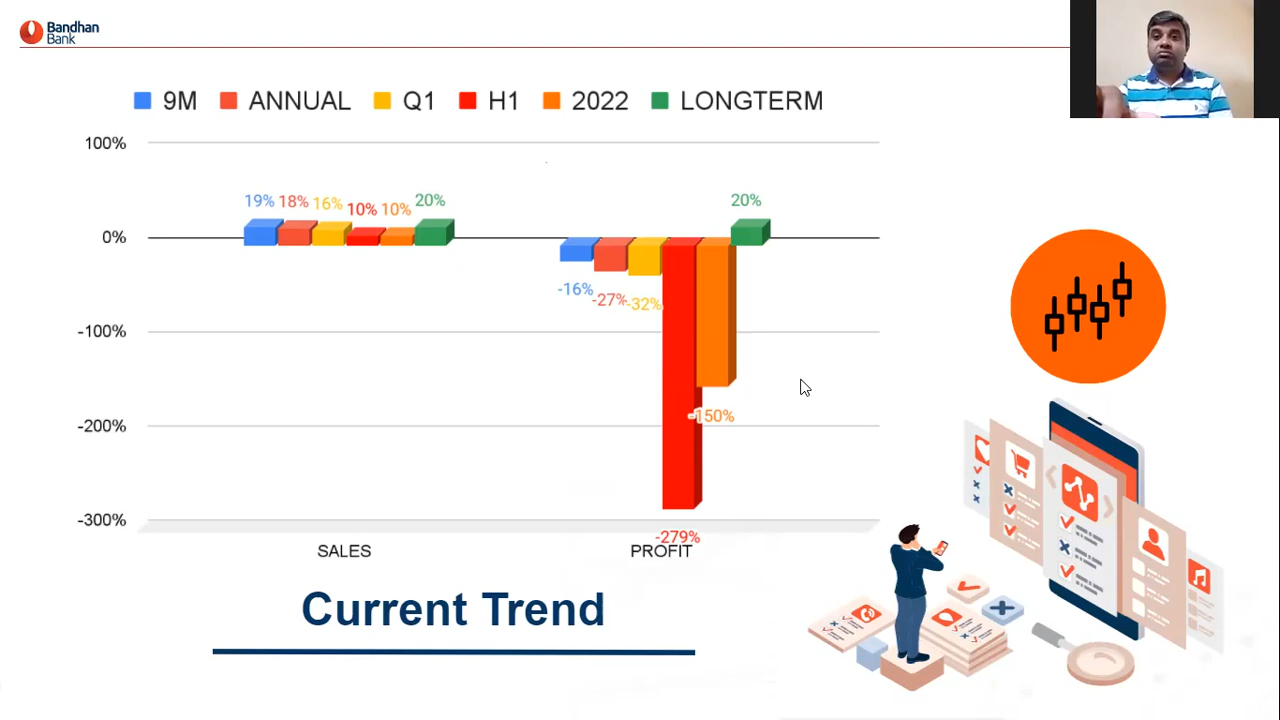 Bandhan
Bank
9M ANNUAL Q1 H1 2022 LONGTERM
100%
0%
-100%
-200%
-300%
19% 18% 16% 10% 10% 20%
-16% -27% -32% -279% -150% 20%
SALES PROFIT
Current Trend